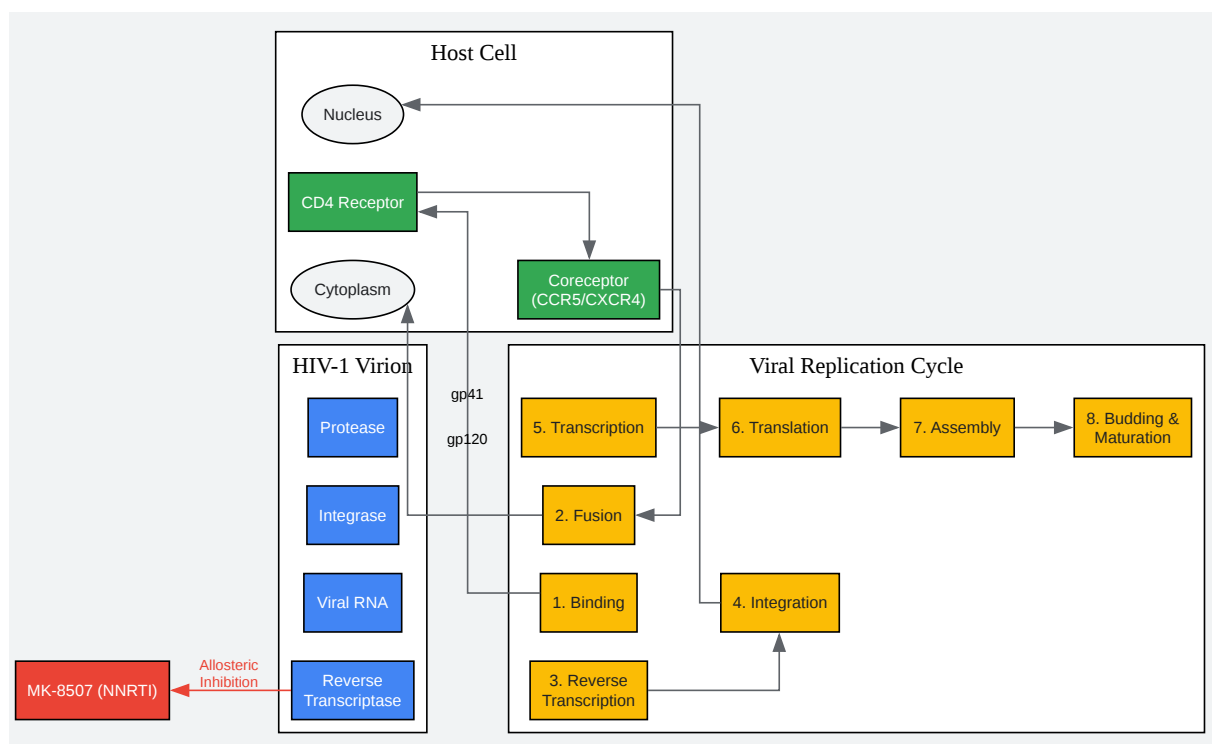 Host Cell
Nucleus
CD4 Receptor
Cytoplasm
Coreceptor
(CCR5/CXCR4)
HIV-1 Virion
Protease
Integrase
Viral RNA
Reverse
Transcriptase
gp41
gp120
Viral Replication Cycle
5. Transcription
6. Translation
7. Assembly
8. Budding &
Maturation
2. Fusion
1. Binding
4. Integration
3. Reverse
Transcription
Allosteric
Inhibition
MK-8507 (NNRTI)